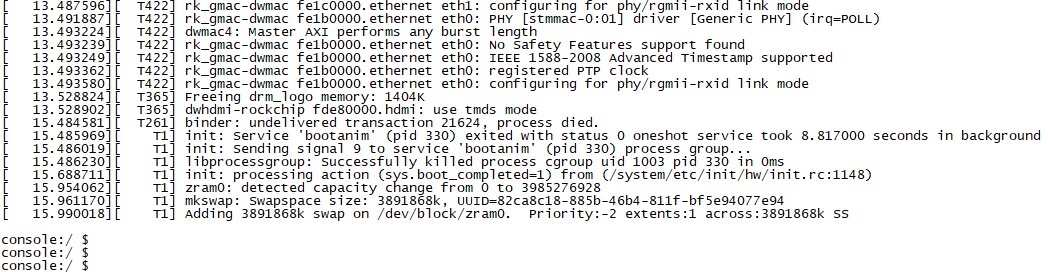 [   13.487596][  T422] rk_gmac-dwmac fe1c0000.ethernet eth1: configuring for phy/rgmii-rxid link mode
[   13.491887][  T422] rk_gmac-dwmac fe1b0000.ethernet eth0: PHY [stmmac-0:01] driver [Generic PHY] (irq=POLL)
[   13.493224][  T422] dwmac4: Master AXI performs any burst length
[   13.493239][  T422] rk_gmac-dwmac fe1b0000.ethernet eth0: No Safety Features support found
[   13.493249][  T422] rk_gmac-dwmac fe1b0000.ethernet eth0: IEEE 1588-2008 Advanced Timestamp supported
[   13.493362][  T422] rk_gmac-dwmac fe1b0000.ethernet eth0: registered PTP clock
[   13.493580][  T422] rk_gmac-dwmac fe1b0000.ethernet eth0: configuring for phy/rgmii-rxid link mode
[   13.528824][  T365] Freeing drm_logo memory: 1404K
[   13.528902][  T365] dwhdmi-rockchip fde80000.hdmi: use tmds mode
[   15.484581][  T261] binder: undelivered transaction 21624, process died.
[   15.485969][    T1] init: Service 'bootanim' (pid 330) exited with status 0 oneshot service took 8.817000 seconds in background
[   15.486019][    T1] init: Sending signal 9 to service 'bootanim' (pid 330) process group...
[   15.486230][    T1] libprocessgroup: Successfully killed process cgroup uid 1003 pid 330 in 0ms
[   15.688711][    T1] init: processing action (sys.boot_completed=1) from (/system/etc/init/hw/init.rc:1148)
[   15.954062][    T1] zram0: detected capacity change from 0 to 3985276928
[   15.961170][    T1] mkswap: Swapspace size: 3891868k, UUID=82ca8c18-885b-46b4-811f-bf5e94077e94
[   15.990018][    T1] Adding 3891868k swap on /dev/block/zram0.  Priority:-2 extents:1 across:3891868k SS
console:/ $
console:/ $
console:/ $